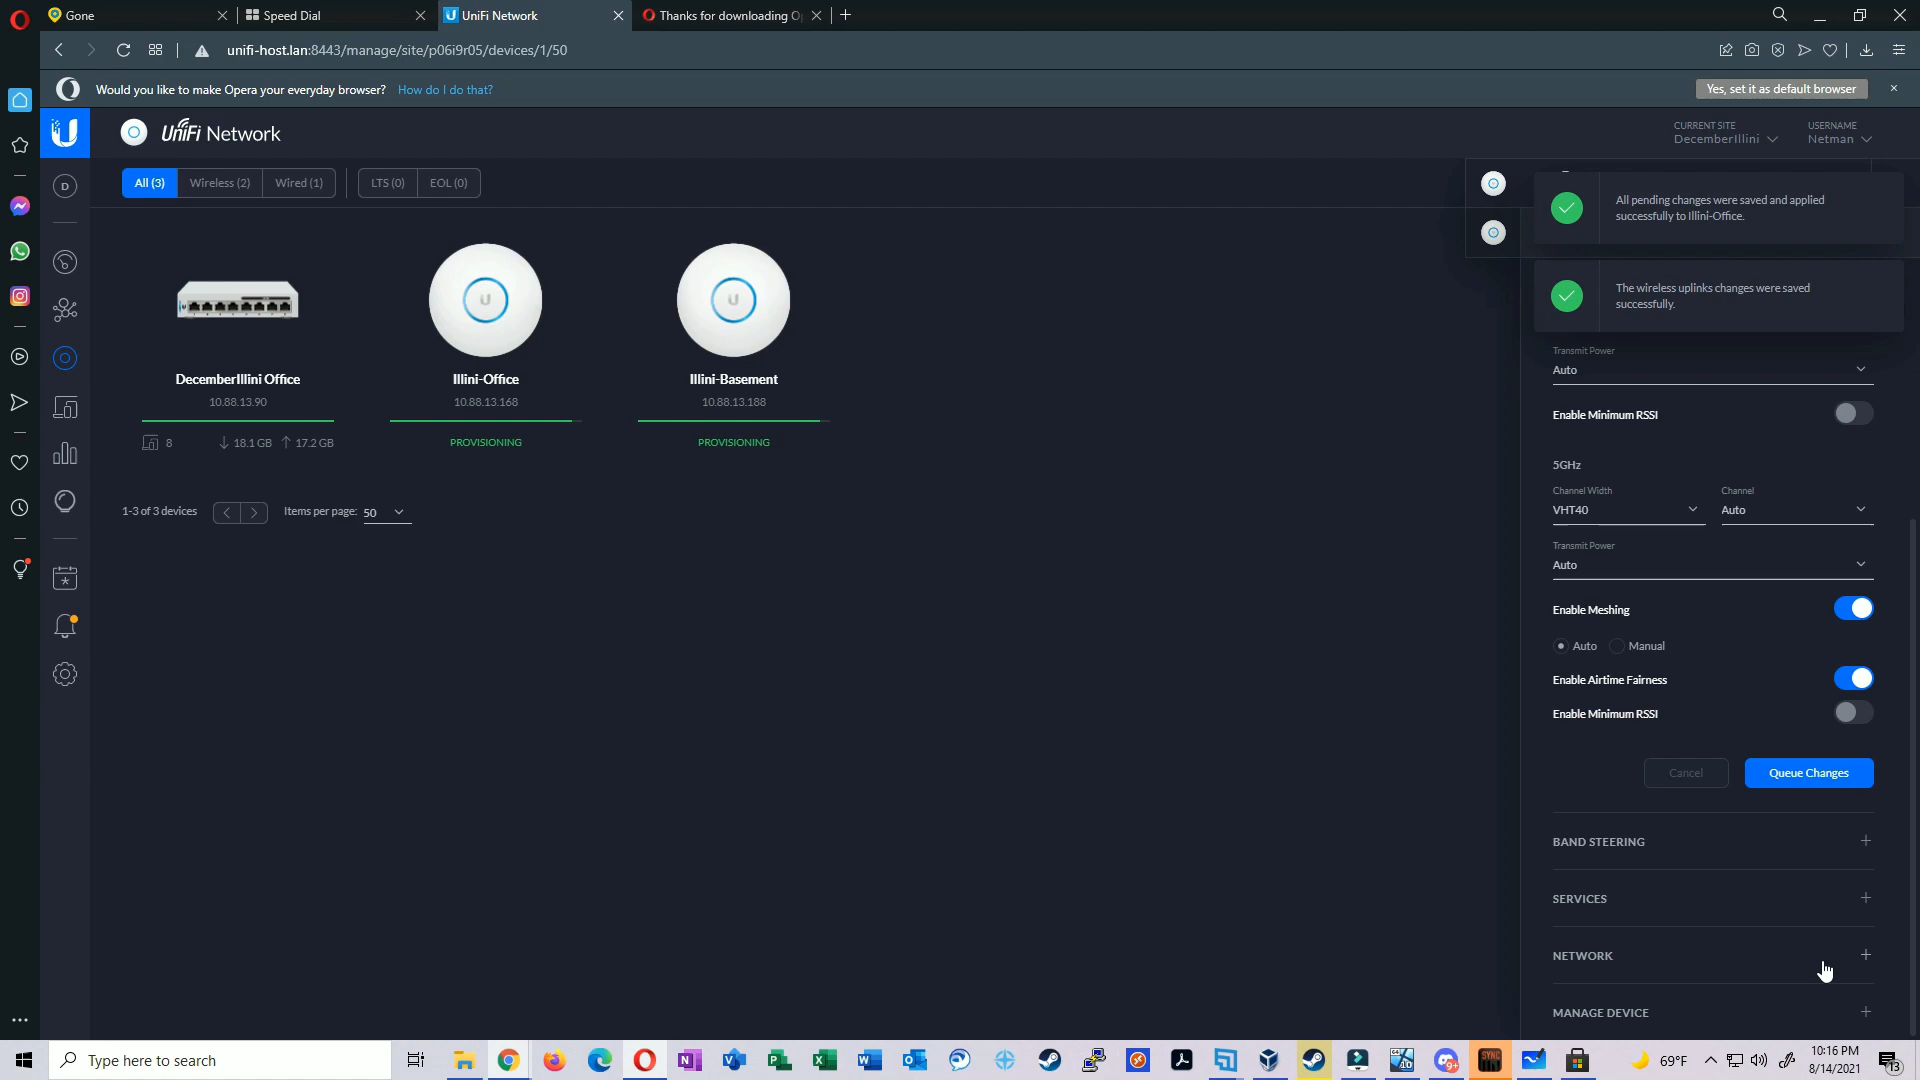 Gone
Speed Dial
UniFi Network
Thanks for downloading O
unifi-host.lan:8443/manage/site/p06i9r05/devices/1/50
Would you like to make Opera your everyday browser? How do I do that?
Yes, set it as default browser
UniFi Network
CURRENT SITE
DecemberIllini
USERNAME
Netman
All (3)
Wireless (2)
Wired (1)
LTS (0)
EOL (0)
D
All pending changes were saved and applied
successfully to Illini-Office.
The wireless uplinks changes were saved
successfully.
DecemberIllini Office
10.88.13.90
8
18.1 GB
17.2 GB
Illini-Office
10.88.13.168
PROVISIONING
Illini-Basement
10.88.13.188
PROVISIONING
1-3 of 3 devices
Items per page: 50
Transmit Power
Auto
Enable Minimum RSSI
5GHz
Channel Width
VHT40
Channel
Auto
Transmit Power
Auto
Enable Meshing
Auto
Manual
Enable Airtime Fairness
Enable Minimum RSSI
Cancel
Queue Changes
BAND STEERING
SERVICES
NETWORK
MANAGE DEVICE
Type here to search
69°F
10:16 PM
8/14/2021
13